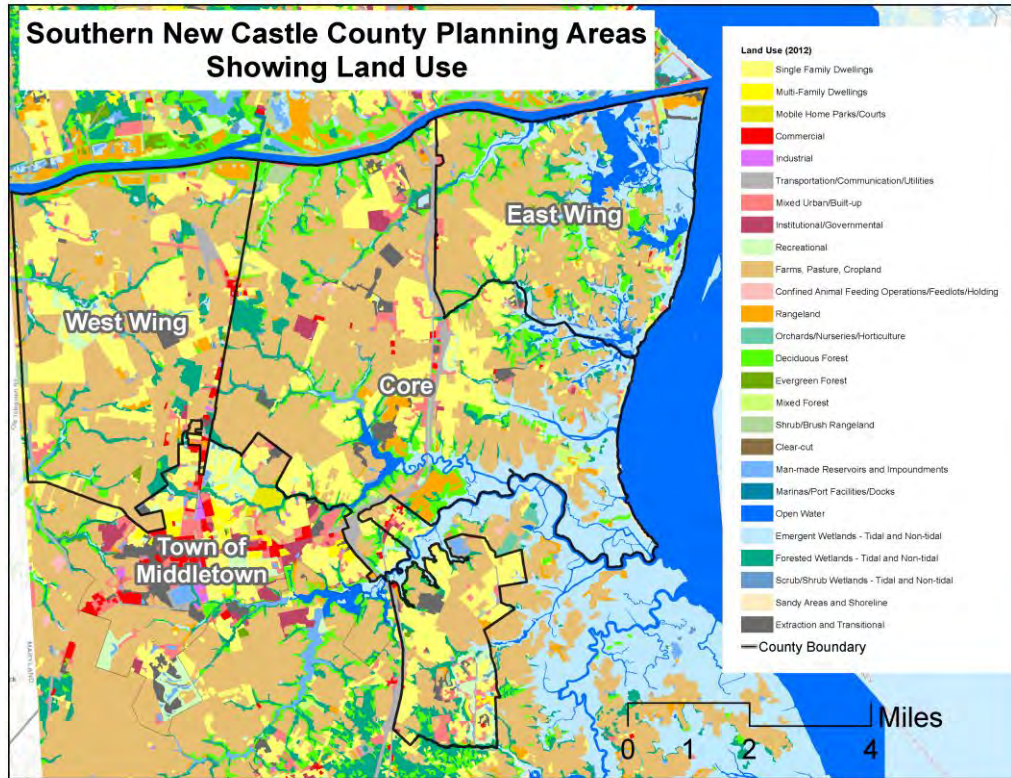 Southern New Castle County Planning Areas
Showing Land Use
Land Use (2012)
Single Family Dwellings
Multi-Family Dwellings
Mobile Home Parks/Courts
Commercial
Industrial
Transportation/Communication/Utilities
Mixed Urban/Built-up
Institutional/Governmental
Recreational
Farms, Pasture, Cropland
Confined Animal Feeding Operations/Feedlots/Holding
Rangeland
Orchards/Nurseries/Horticulture
Deciduous Forest
Evergreen Forest
Mixed Forest
Shrub/Brush Rangeland
Clear-cut
Man-made Reservoirs and Impoundments
Marinas/Port Facilities/Docks
Open Water
Emergent Wetlands - Tidal and Non-tidal
Forested Wetlands - Tidal and Non-tidal
Scrub/Shrub Wetlands - Tidal and Non-tidal
Sandy Areas and Shoreline
Extraction and Transitional
County Boundary
East Wing
West Wing
Core
Town of
Middletown
MARYLAND
Miles
0 1 2 4